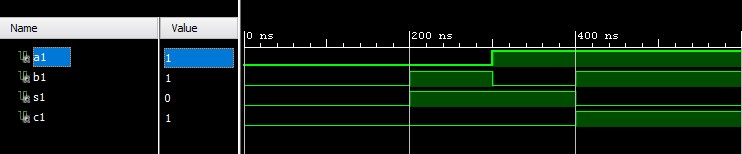 Name Value 0 ns 200 ns 400 ns
a1 1
b1 1
s1 0
c1 1